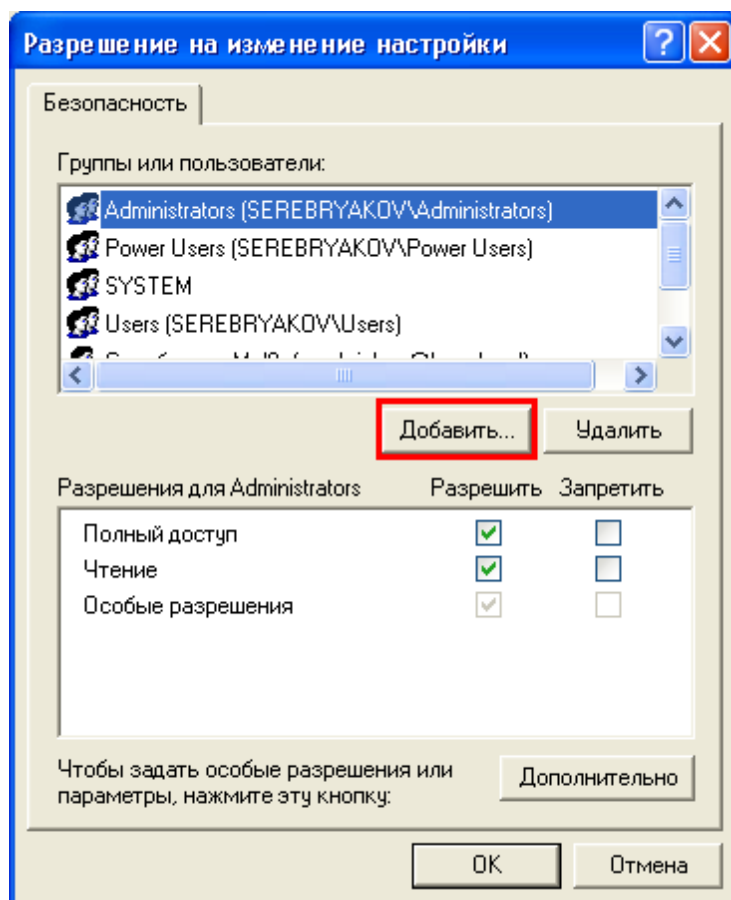 Разрешение на изменение настройки
Безопасность
Группы или пользователи:
Administrators (SEREBRYAKOV\Administrators)
Power Users (SEREBRYAKOV\Power Users)
SYSTEM
Users (SEREBRYAKOV\Users)
Добавить... Удалить
Разрешения для Administrators Разрешить Запретить
Полный доступ
Чтение
Особые разрешения
Чтобы задать особые разрешения или
параметры, нажмите эту кнопку:
Дополнительно
OK Отмена